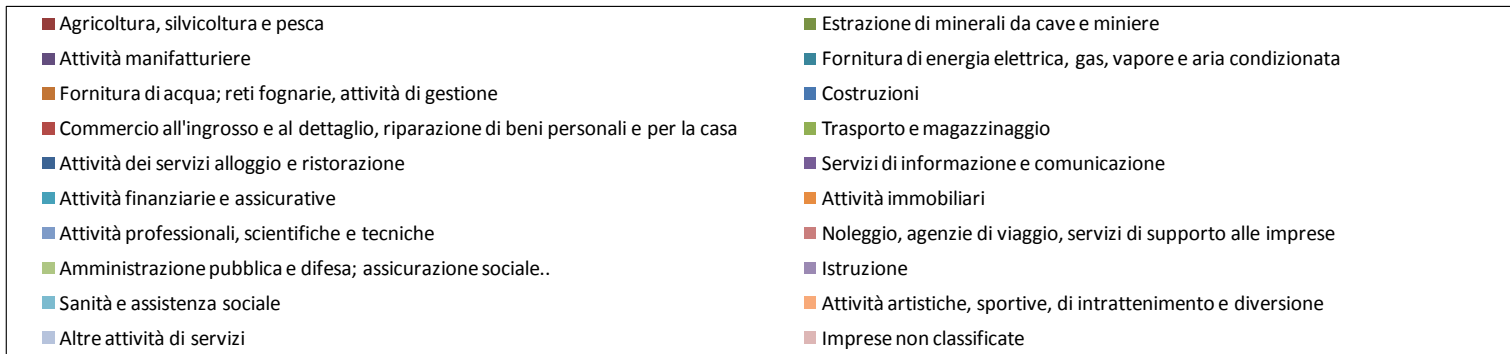 Agricoltura, silvicoltura e pesca
Estrazione di minerali da cave e miniere
Attività manifatturiere
Fornitura di energia elettrica, gas, vapore e aria condizionata
Fornitura di acqua; reti fognarie, attività di gestione
Costruzioni
Commercio all'ingrosso e al dettaglio, riparazione di beni personali e per la casa
Trasporto e magazzinaggio
Attività dei servizi alloggio e ristorazione
Servizi di informazione e comunicazione
Attività finanziarie e assicurative
Attività immobiliari
Attività professionali, scientifiche e tecniche
Noleggio, agenzie di viaggio, servizi di supporto alle imprese
Amministrazione pubblica e difesa; assicurazione sociale..
Istruzione
Sanità e assistenza sociale
Attività artistiche, sportive, di intrattenimento e diversione
Altre attività di servizi
Imprese non classificate